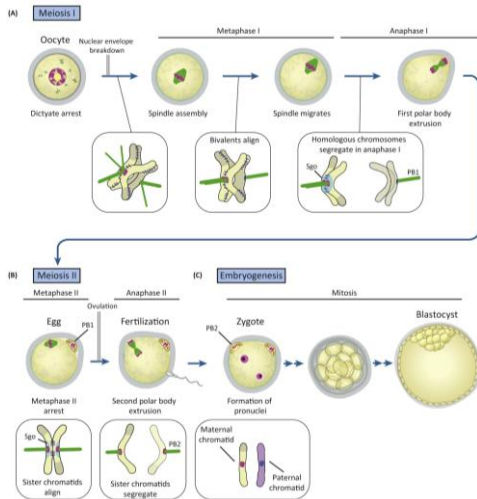 (A)
Meiosis I
Metaphase I
Anaphase I
Oocyte
Nuclear envelope
breakdown
Dictyate arrest
Spindle assembly
Spindle migrates
First polar body
extrusion
Bivalents align
Homologous chromosomes
segregate in anaphase I
Sgo
PB1
(B)
Meiosis II
Metaphase II
Anaphase II
Ovulation
Egg
PB1
Fertilization
Metaphase II
arrest
Second polar body
extrusion
Sgo
Sister chromatids
align
PB2
Sister chromatids
segregate
(C)
Embryogenesis
Mitosis
PB2
Zygote
Blastocyst
Formation of
pronuclei
Maternal
chromatid
Paternal
chromatid